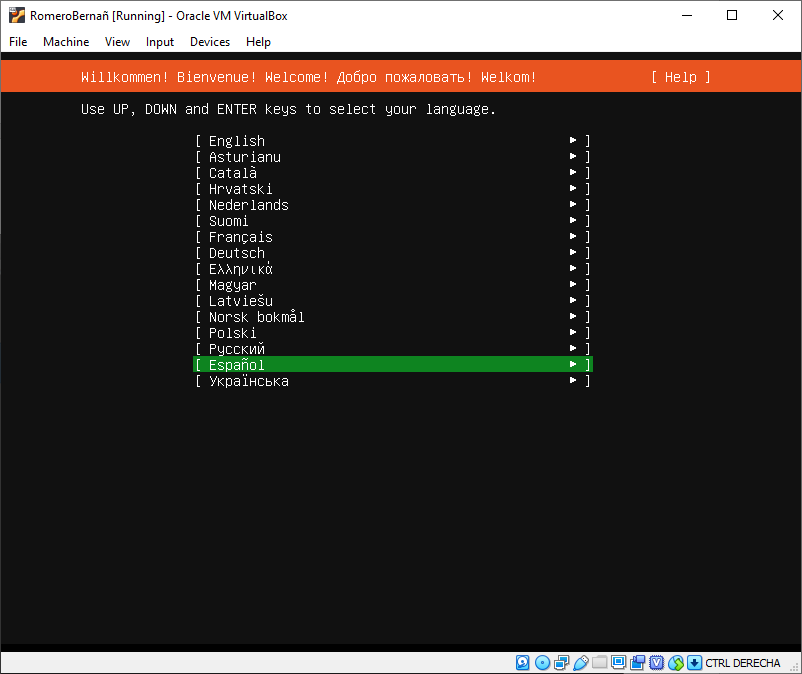 RomeroBernañ [Running] - Oracle VM VirtualBox
File Machine View Input Devices Help
Willkommen! Bienvenue! Welcome! Добро пожаловать! Welkom! [ Help ]
Use UP, DOWN and ENTER keys to select your language.
[ English ► ]
[ Asturianu ► ]
[ Català ► ]
[ Hrvatski ► ]
[ Nederlands ► ]
[ Suomi ► ]
[ Français ► ]
[ Deutsch ► ]
[ Ελληνικά ► ]
[ Magyar ► ]
[ Latviešu ► ]
[ Norsk bokmål ► ]
[ Polski ► ]
[ Русский ► ]
[ Español ► ]
[ Українська ► ]
CTRL DERECHA